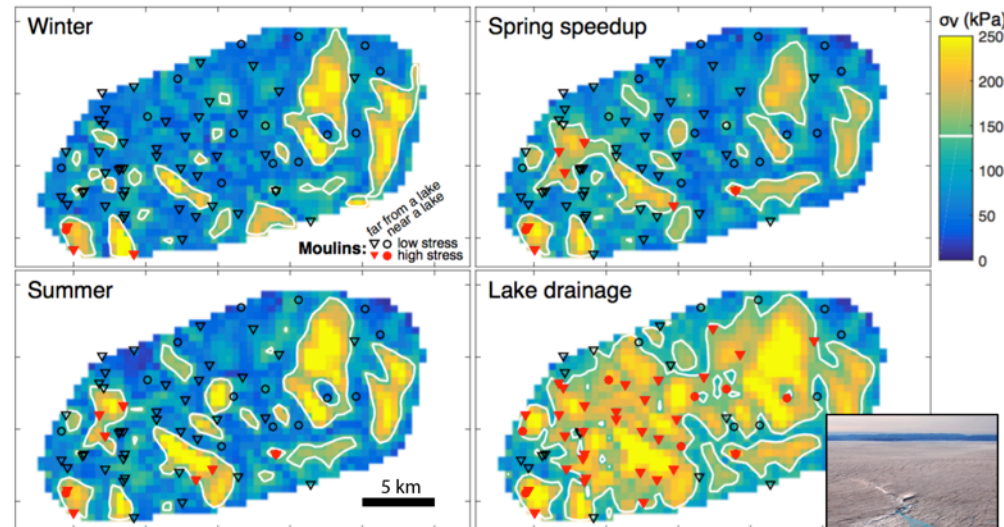 Winter
Spring speedup
σv (kPa)
250
200
150
100
50
0
far from a lake
near a lake
Moulins:
low stress
high stress
Summer
Lake drainage
5 km